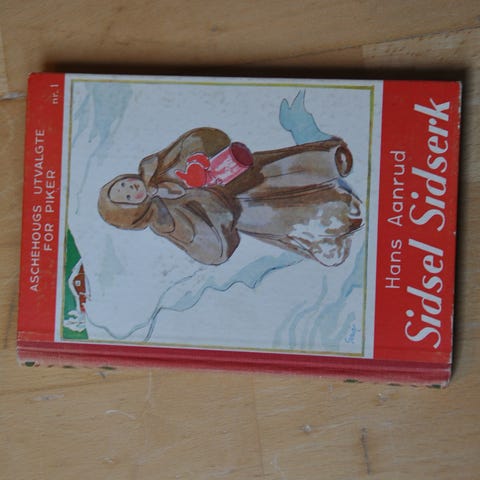 ASCHEHOUGS UTVALGTE
FOR PIKER
nr. 1
Hans Aanrud
Sidsel Sidserk